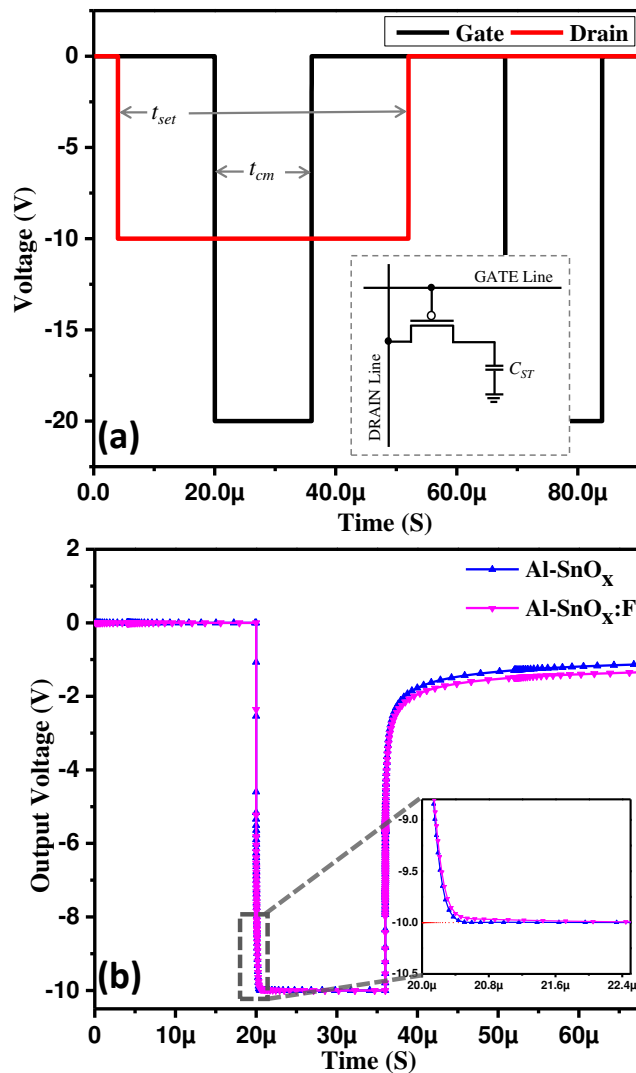 Gate Drain
0
-5
-10
-15
-20
Voltage (V)
t_set
t_cm
GATE Line
DRAIN Line
C_ST
(a)
0.0 20.0µ 40.0µ 60.0µ 80.0µ
Time (S)
2
0
-2
-4
-6
-8
-10
Output Voltage (V)
Al-SnOx
Al-SnOx:F
-9.0
-9.5
-10.0
-10.5
20.0µ 20.8µ 21.6µ 22.4µ
(b)
0 10µ 20µ 30µ 40µ 50µ 60µ
Time (S)